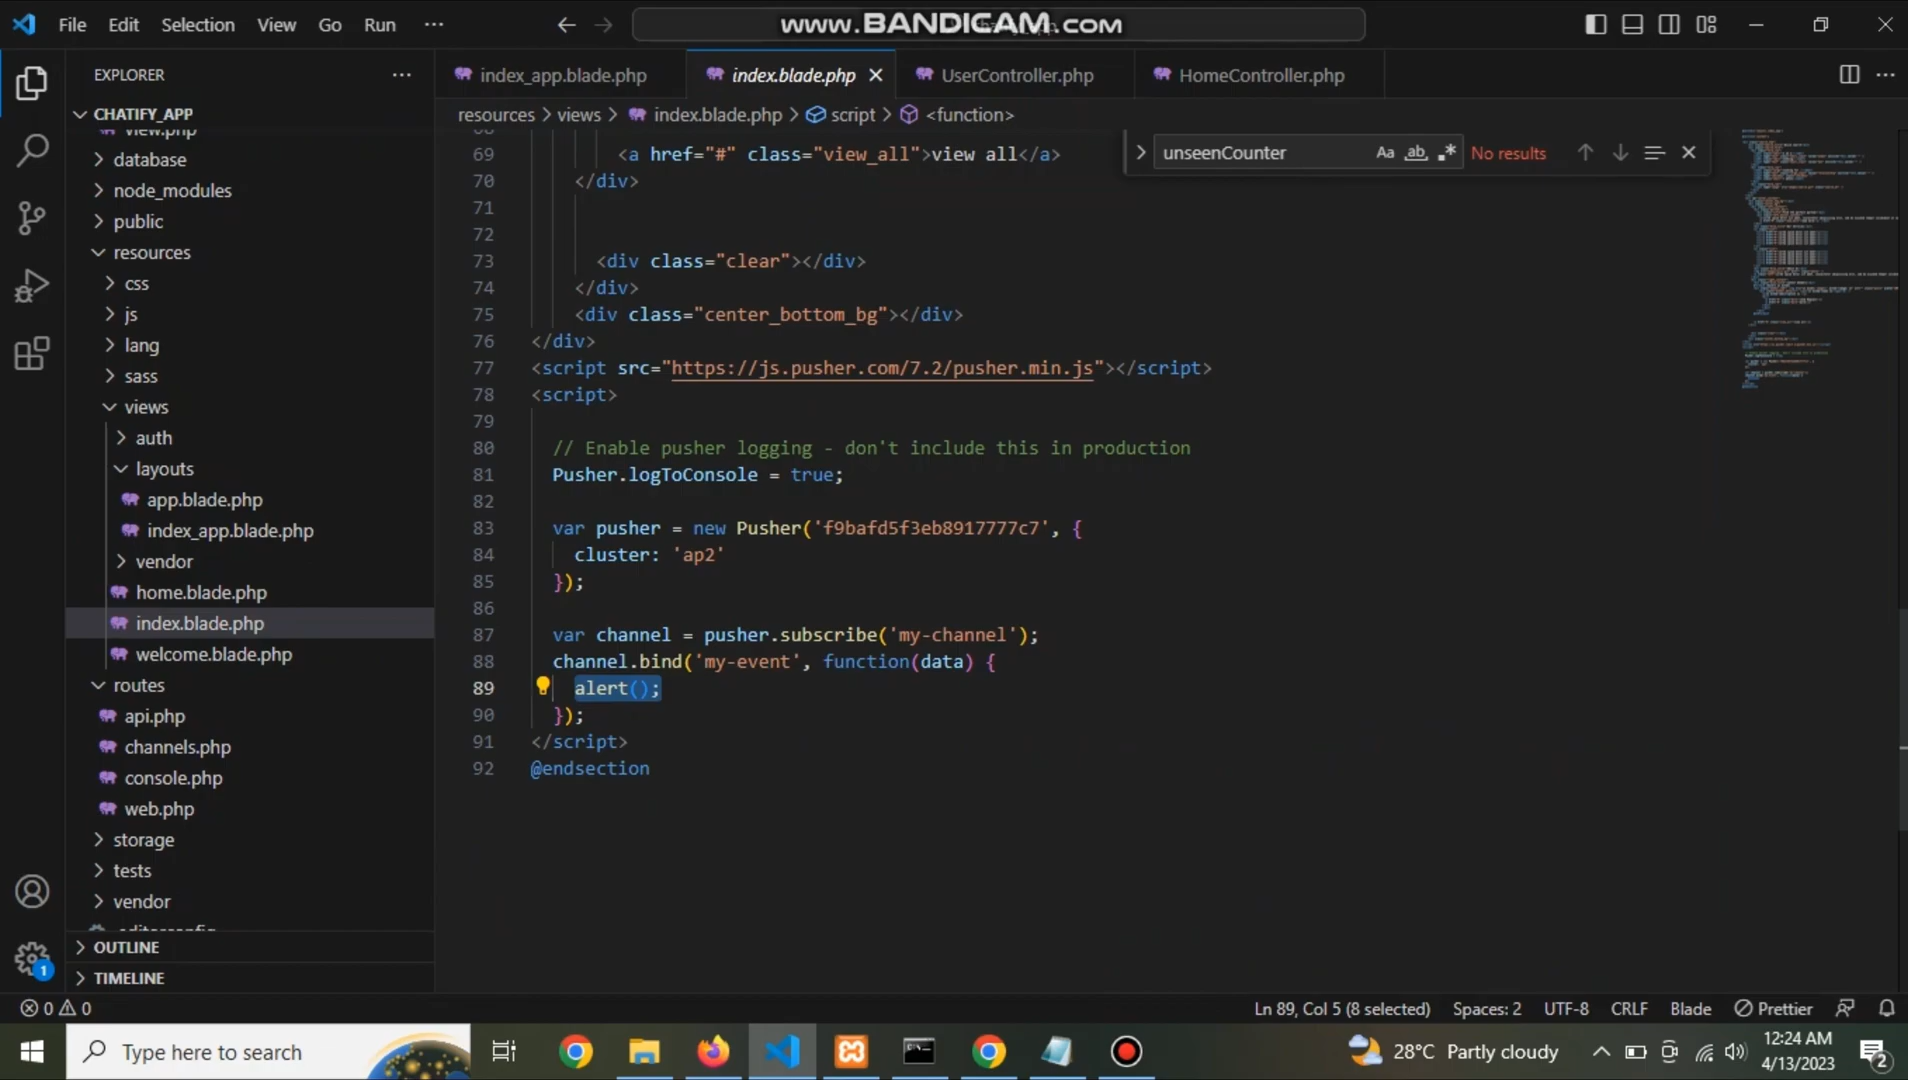 File Edit Selection View Go Run ...
www.BANDICAM.com
EXPLORER
CHATIFY_APP
view.php
database
node_modules
public
resources
css
js
lang
sass
views
auth
layouts
app.blade.php
index_app.blade.php
vendor
home.blade.php
index.blade.php
welcome.blade.php
routes
api.php
channels.php
console.php
web.php
storage
tests
vendor
.editorconfig
OUTLINE
TIMELINE
index_app.blade.php index.blade.php UserController.php HomeController.php
resources > views > index.blade.php > script > <function>
unseenCounter Aa ab No results
68
69 <a href="#" class="view_all">view all</a>
70 </div>
71
72
73 <div class="clear"></div>
74 </div>
75 <div class="center_bottom_bg"></div>
76 </div>
77 <script src="https://js.pusher.com/7.2/pusher.min.js"></script>
78 <script>
79
80 // Enable pusher logging - don't include this in production
81 Pusher.logToConsole = true;
82
83 var pusher = new Pusher('f9bafd5f3eb8917777c7', {
84 cluster: 'ap2'
85 });
86
87 var channel = pusher.subscribe('my-channel');
88 channel.bind('my-event', function(data) {
89 alert();
90 });
91 </script>
92 @endsection
1
0 0 Ln 89, Col 5 (8 selected) Spaces: 2 UTF-8 CRLF Blade Prettier
Type here to search 28°C Partly cloudy 12:24 AM
4/13/2023
2